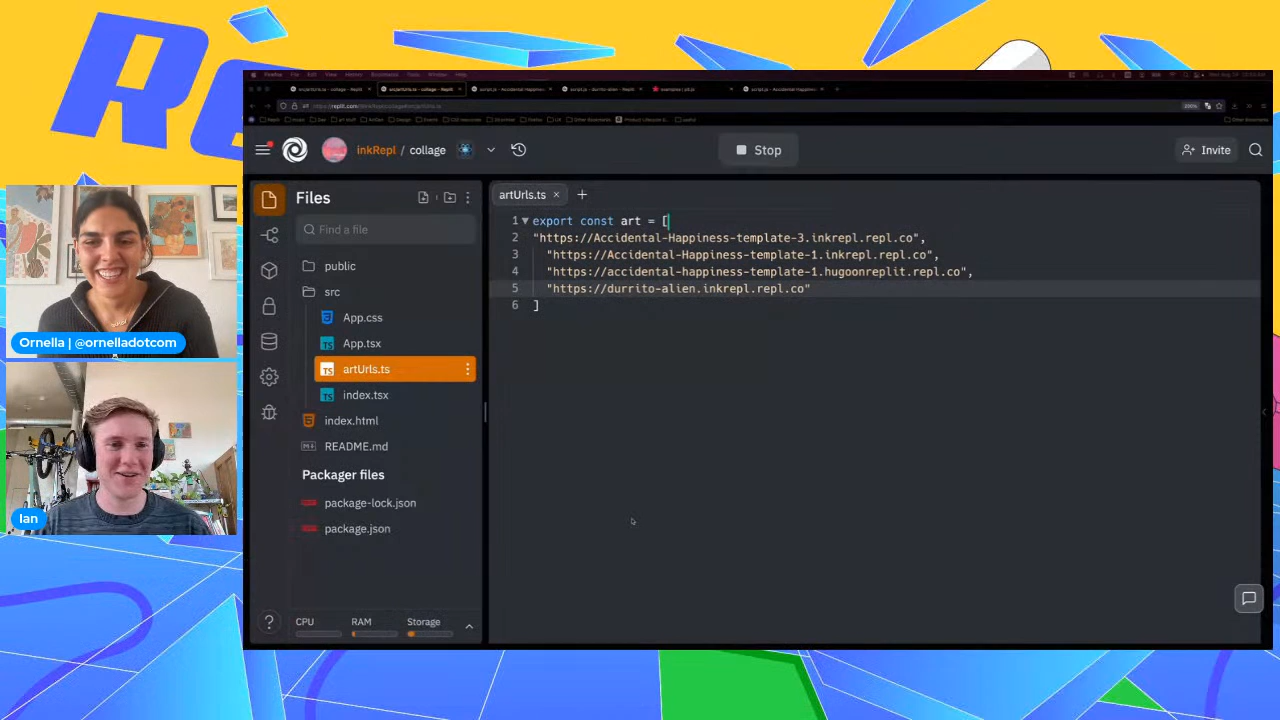 Re
inkRepl / collage
Stop
Invite
Files
Find a file
public
src
App.css
App.tsx
artUrls.ts
index.tsx
index.html
README.md
Packager files
package-lock.json
package.json
CPU RAM Storage
artUrls.ts
1 export const art = [
2 "https://Accidental-Happiness-template-3.inkrepl.repl.co",
3 "https://Accidental-Happiness-template-1.inkrepl.repl.co",
4 "https://accidental-happiness-template-1.hugoonreplit.repl.co",
5 "https://durrito-alien.inkrepl.repl.co"
6 ]
Ornella | @ornelladotcom
Ian